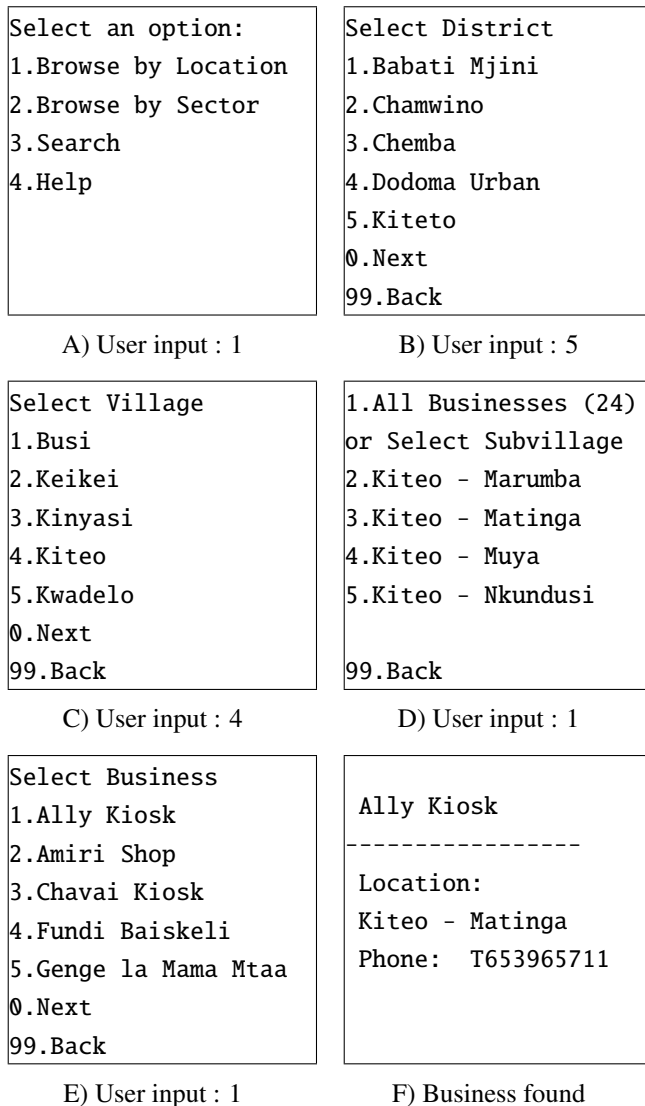 Select an option:
1.Browse by Location
2.Browse by Sector
3.Search
4.Help
A) User input : 1
Select District
1.Babati Mjini
2.Chamwino
3.Chemba
4.Dodoma Urban
5.Kiteto
0.Next
99.Back
B) User input : 5
Select Village
1.Busi
2.Keikei
3.Kinyasi
4.Kiteo
5.Kwadelo
0.Next
99.Back
C) User input : 4
1.All Businesses (24)
or Select Subvillage
2.Kiteo - Marumba
3.Kiteo - Matinga
4.Kiteo - Muya
5.Kiteo - Nkundusi
99.Back
D) User input : 1
Select Business
1.Ally Kiosk
2.Amiri Shop
3.Chavai Kiosk
4.Fundi Baiskeli
5.Genge la Mama Mtaa
0.Next
99.Back
E) User input : 1
Ally Kiosk
-----------------
Location:
Kiteo - Matinga
Phone: T653965711
F) Business found